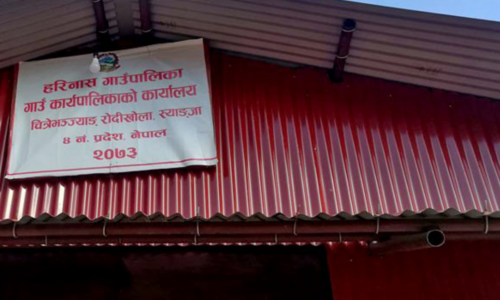 हरिनास गाउँपालिका
गाउँ कार्यपालिकाको कार्यालय
चित्रेभञ्ज्याङ, रोदीखोला, स्याङ्जा
४ नं. प्रदेश, नेपाल
२०७३